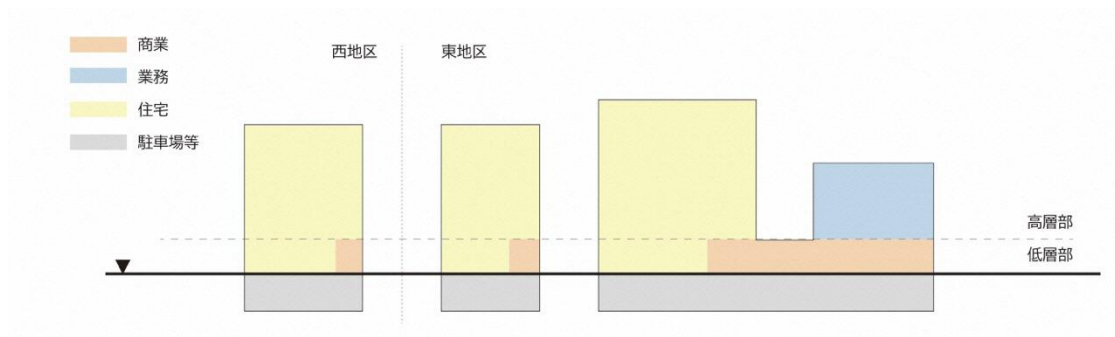 商業
業務
住宅
駐車場等
西地区
東地区
高層部
低層部